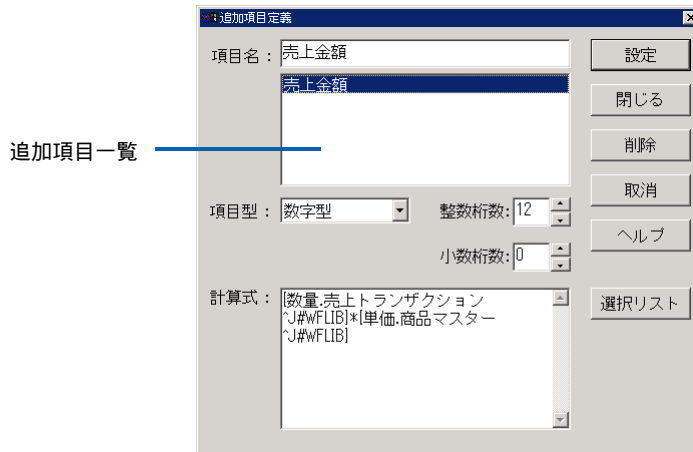 追加項目定義
項目名：売上金額 設定
売上金額
閉じる
追加項目一覧
削除
取消
項目型：数字型 整数桁数:12
ヘルプ
小数桁数:0
計算式：[数量.売上トランザクション 選択リスト
^J#WFLIB]*[単価.商品マスター
^J#WFLIB]